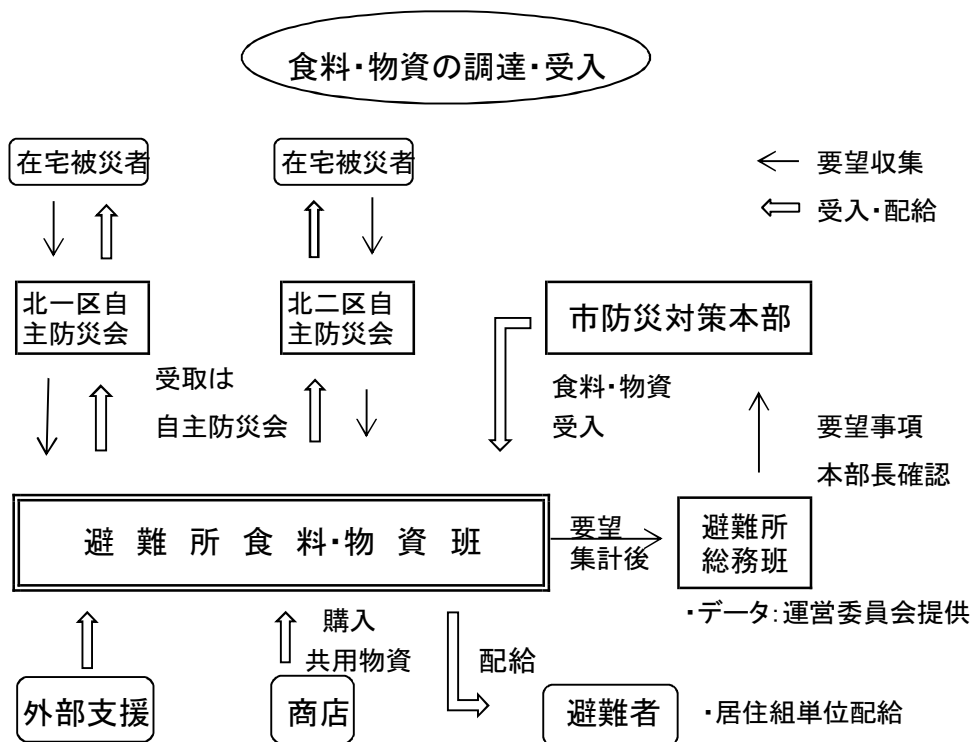 食料・物資の調達・受入
在宅被災者
在宅被災者
要望収集
受入・配給
北一区自
主防災会
北二区自
主防災会
市防災対策本部
受取は
自主防災会
食料・物資
受入
要望事項
本部長確認
避難所食料・物資班
要望
集計後
避難所
総務班
・データ：運営委員会提供
購入
共用物資
配給
外部支援
商店
避難者
・居住組単位配給